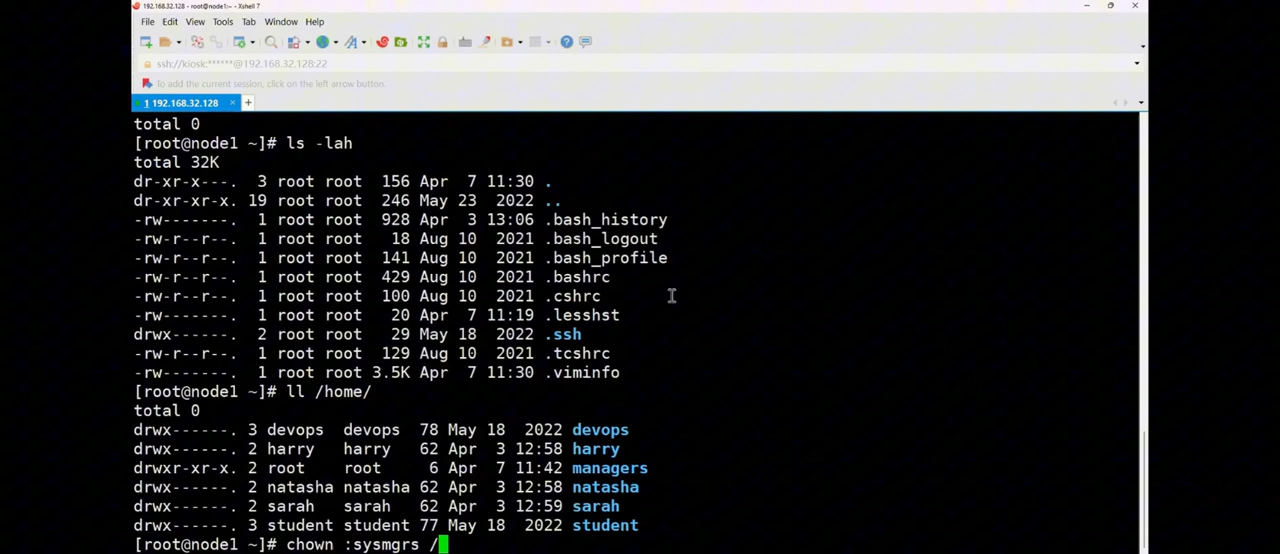 192.168.32.128 - root@node1:~ - Xshell 7
File Edit View Tools Tab Window Help
ssh://kiosk:******@192.168.32.128:22
To add the current session, click on the left arrow button.
1 192.168.32.128 × +
total 0
[root@node1 ~]# ls -lah
total 32K
dr-xr-x---. 3 root root 156 Apr 7 11:30 .
dr-xr-xr-x. 19 root root 246 May 23 2022 ..
-rw-------. 1 root root 928 Apr 3 13:06 .bash_history
-rw-r--r--. 1 root root 18 Aug 10 2021 .bash_logout
-rw-r--r--. 1 root root 141 Aug 10 2021 .bash_profile
-rw-r--r--. 1 root root 429 Aug 10 2021 .bashrc
-rw-r--r--. 1 root root 100 Aug 10 2021 .cshrc
-rw-------. 1 root root 20 Apr 7 11:19 .lesshst
drwx------. 2 root root 29 May 18 2022 .ssh
-rw-r--r--. 1 root root 129 Aug 10 2021 .tcshrc
-rw-------. 1 root root 3.5K Apr 7 11:30 .viminfo
[root@node1 ~]# ll /home/
total 0
drwx------. 3 devops devops 78 May 18 2022 devops
drwx------. 2 harry harry 62 Apr 3 12:58 harry
drwxr-xr-x. 2 root root 6 Apr 7 11:42 managers
drwx------. 2 natasha natasha 62 Apr 3 12:58 natasha
drwx------. 2 sarah sarah 62 Apr 3 12:59 sarah
drwx------. 3 student student 77 May 18 2022 student
[root@node1 ~]# chown :sysmgrs /